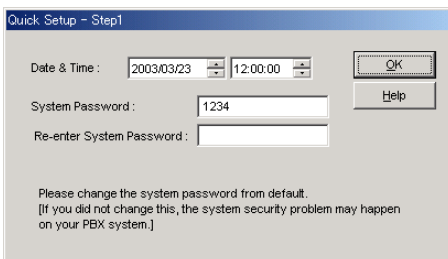 Quick Setup - Step1
Date & Time : 2003/03/23 12:00:00 OK
System Password : 1234 Help
Re-enter System Password :
Please change the system password from default.
[If you did not change this, the system security problem may happen
on your PBX system.]